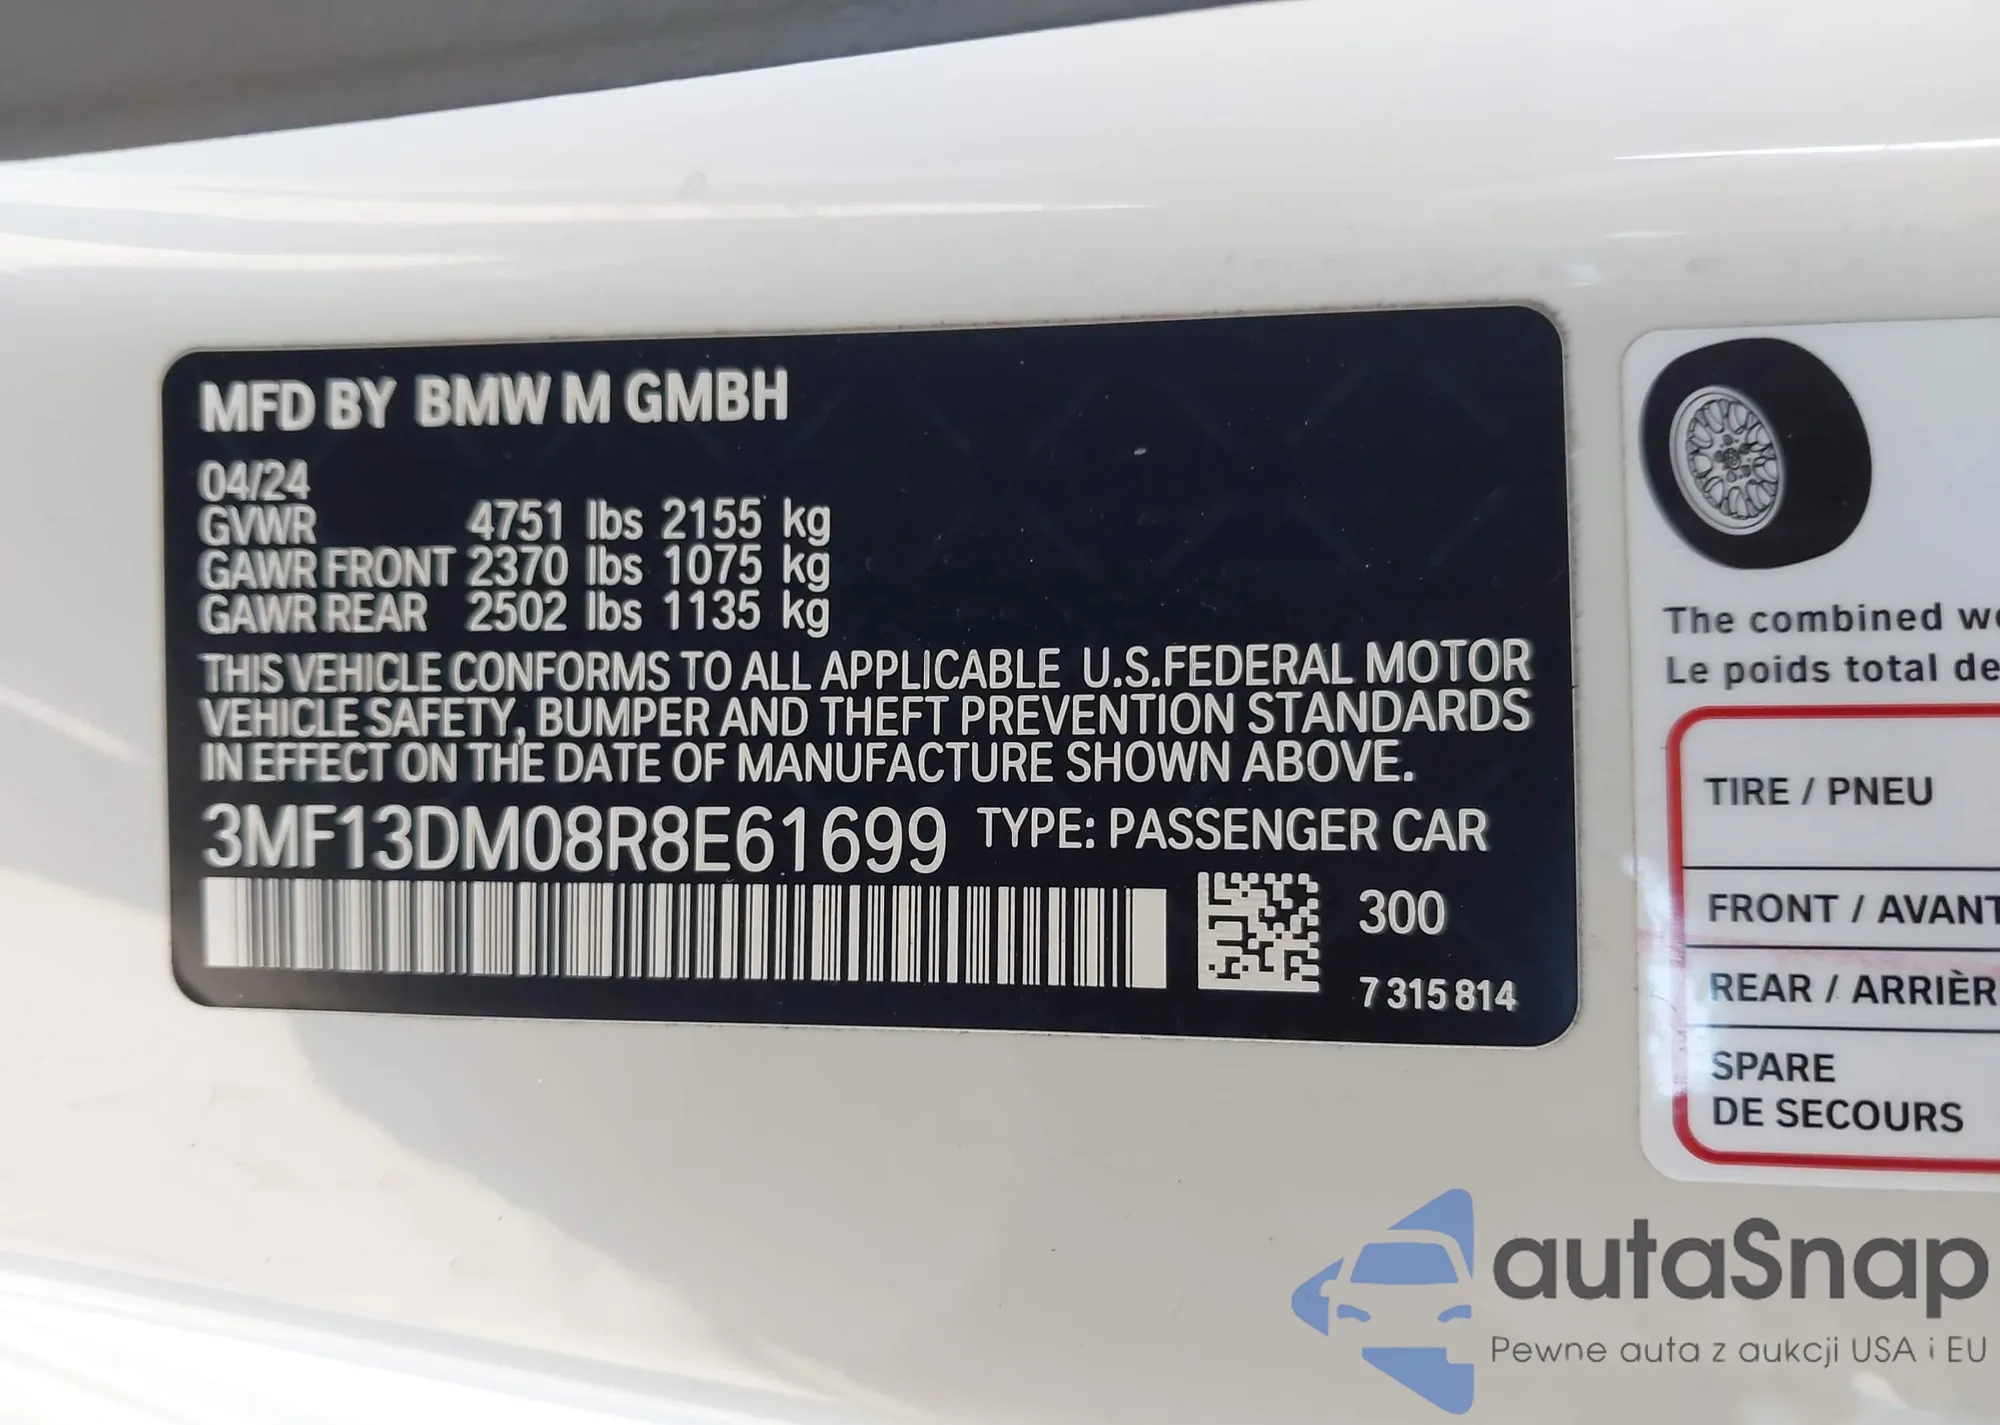 MFD BY BMW M GMBH
04/24
GVWR 4751 lbs 2155 kg
GAWR FRONT 2370 lbs 1075 kg
GAWR REAR 2502 lbs 1135 kg
THIS VEHICLE CONFORMS TO ALL APPLICABLE U.S.FEDERAL MOTOR
VEHICLE SAFETY, BUMPER AND THEFT PREVENTION STANDARDS
IN EFFECT ON THE DATE OF MANUFACTURE SHOWN ABOVE.
3MF13DM08R8E61699 TYPE: PASSENGER CAR
300
7 315 814
The combined
Le poids total de
TIRE / PNEU
FRONT / AVANT
REAR / ARRIÈR
SPARE
DE SECOURS
autaSnap
Pewne auta z aukcji USA i EU